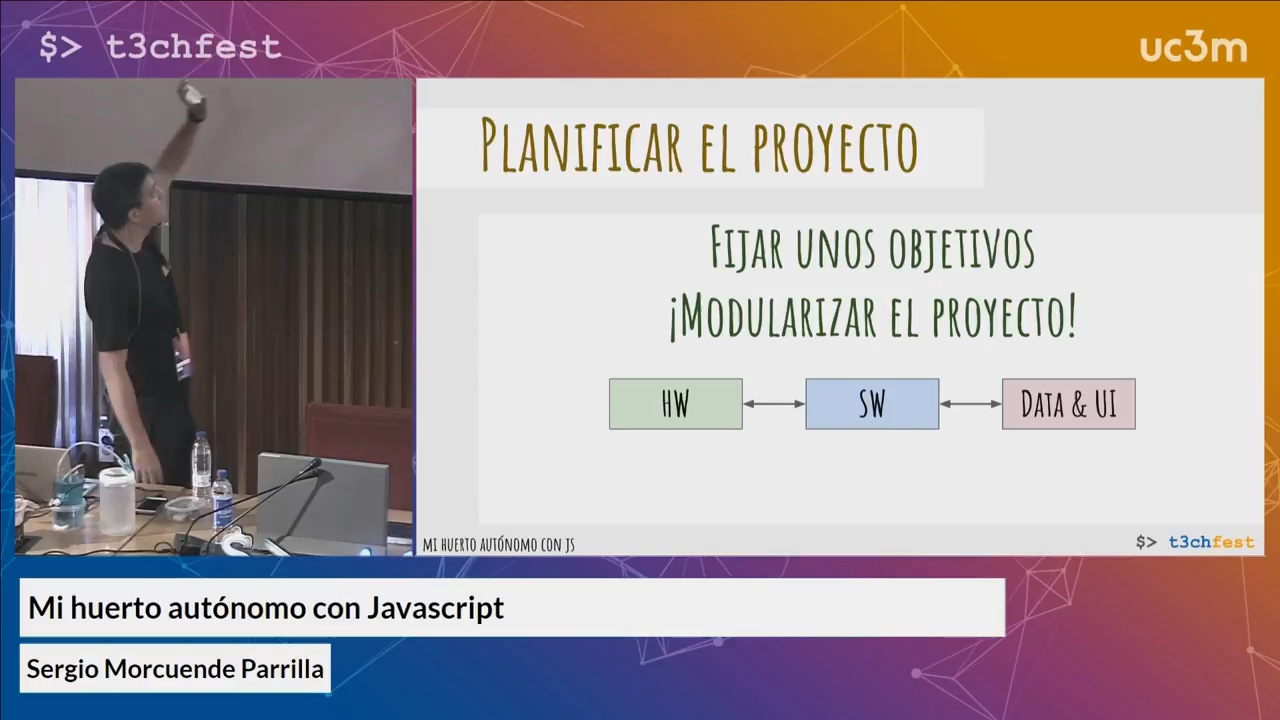 $> t3chfest
uc3m
Planificar el proyecto
Fijar unos objetivos
¡Modularizar el proyecto!
HW
SW
Data & UI
Mi huerto autónomo con JS
$> t3chfest
Mi huerto autónomo con Javascript
Sergio Morcuende Parrilla